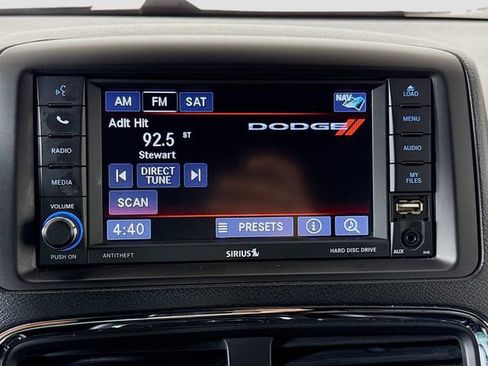 AM FM SAT NAV
Adlt Hit
92.5 ST
Stewart
DIRECT
TUNE
SCAN
4:40 PRESETS
DODGE
RADIO
MEDIA
VOLUME
PUSH ON
LOAD
MENU
AUDIO
MY
FILES
AUX
ANTITHEFT SIRIUS HARD DISC DRIVE